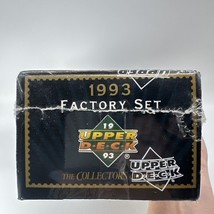 1993
FACTORY SET
19
UPPER
DECK
93
THE COLLECTOR'S
UPPER
DECK